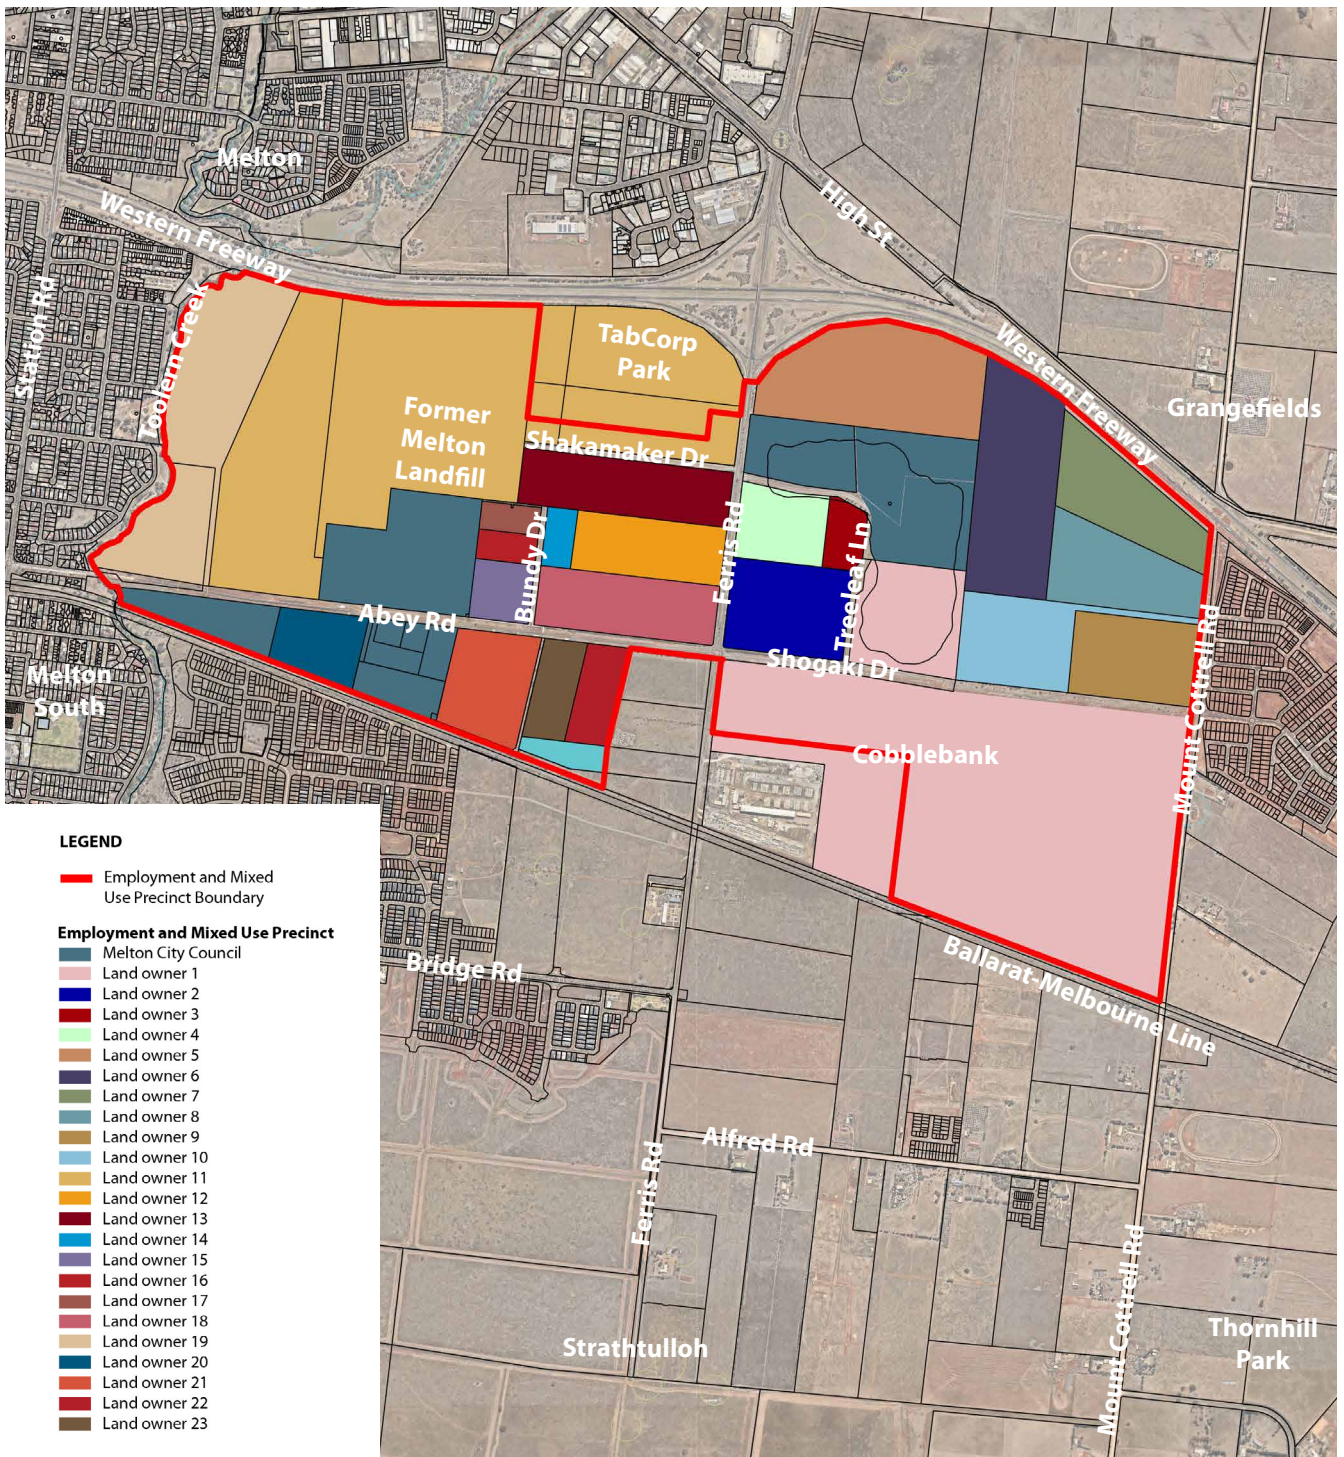 Melton
Western Freeway
High St
Station Rd
Toolern Creek
TabCorp
Park
Western Freeway
Grangefields
Former
Melton
Landfill
Shakamaker Dr
Bundy Dr
Ferris Rd
Treeleaf Ln
Abey Rd
Shogaki Dr
Mount Cottrell Rd
Melton
South
Cobblebank
LEGEND
Employment and Mixed
Use Precinct Boundary
Employment and Mixed Use Precinct
Melton City Council
Land owner 1
Land owner 2
Land owner 3
Land owner 4
Land owner 5
Land owner 6
Land owner 7
Land owner 8
Land owner 9
Land owner 10
Land owner 11
Land owner 12
Land owner 13
Land owner 14
Land owner 15
Land owner 16
Land owner 17
Land owner 18
Land owner 19
Land owner 20
Land owner 21
Land owner 22
Land owner 23
Bridge Rd
Ballarat-Melbourne Line
Alfred Rd
Ferris Rd
Mount Cottrell Rd
Strathtulloh
Thornhill
Park